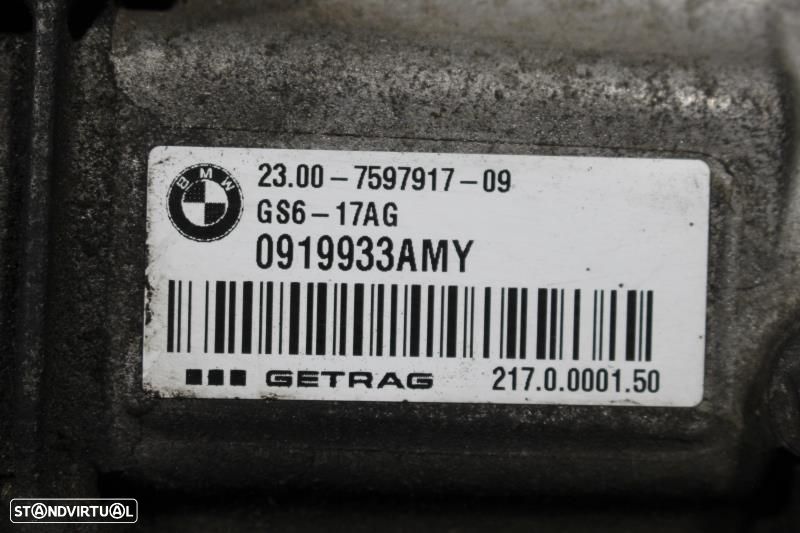 BMW
23.00-7597917-09
GS6-17AG
0919933AMY
GETRAG
217.0.0001.50
STANDVIRTUAL